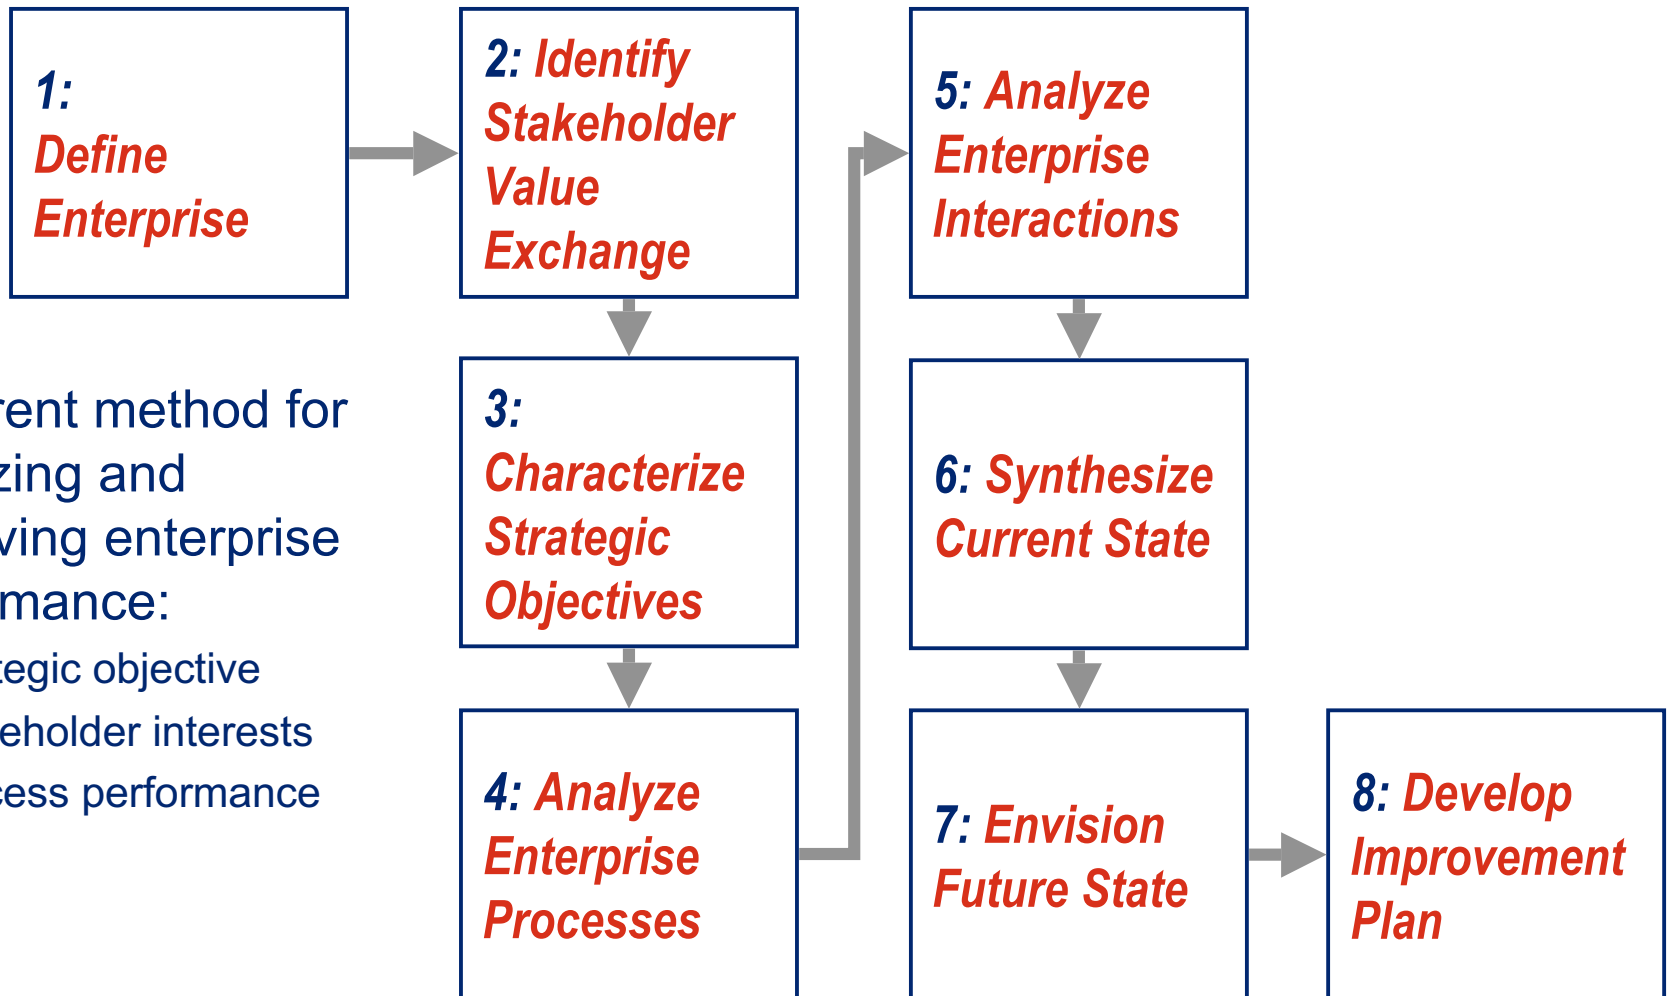 1:
Define
Enterprise
2: Identify
Stakeholder
Value
Exchange
3:
Characterize
Strategic
Objectives
4: Analyze
Enterprise
Processes
5: Analyze
Enterprise
Interactions
6: Synthesize
Current State
7: Envision
Future State
8: Develop
Improvement
Plan
rent method for
zing and
ving enterprise
mance:
tegic objective
eholder interests
cess performance